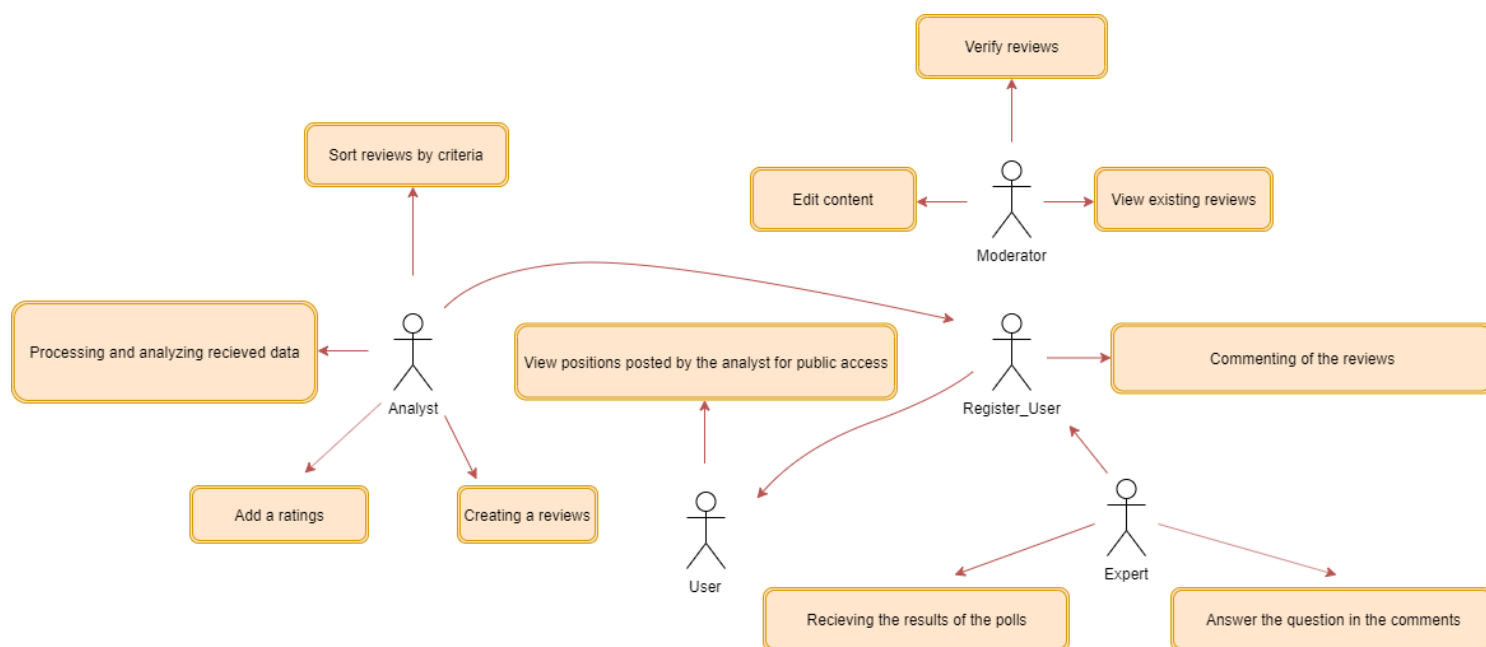 Verify reviews
Sort reviews by criteria
Edit content
View existing reviews
Moderator
Processing and analyzing recieved data
View positions posted by the analyst for public access
Commenting of the reviews
Analyst
Register_User
Add a ratings
Creating a reviews
User
Expert
Recieving the results of the polls
Answer the question in the comments